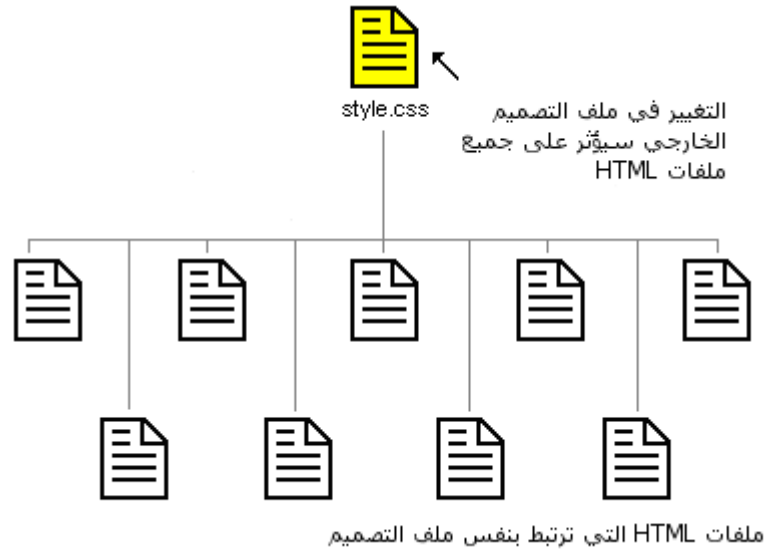 style.css
التغيير في ملف التصميم
الخارجي سيؤثر على جميع
ملفات HTML
ملفات HTML التي ترتبط بنفس ملف التصميم